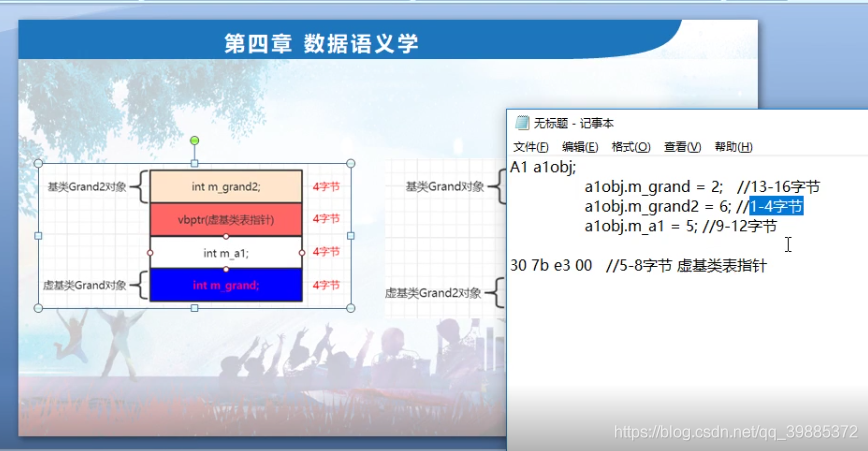 第四章 数据语义学
基类Grand2对象
int m_grand2;
4字节
vbptr(虚基类表指针)
4字节
int m_a1;
4字节
虚基类Grand对象
int m_grand;
4字节
基类Grand对象
虚基类Grand2对象
无标题 - 记事本
文件(F) 编辑(E) 格式(O) 查看(V) 帮助(H)
A1 a1obj;
a1obj.m_grand = 2; //13-16字节
a1obj.m_grand2 = 6; //1-4字节
a1obj.m_a1 = 5; //9-12字节
30 7b e3 00 //5-8字节 虚基类表指针
https://blog.csdn.net/qq_39885372